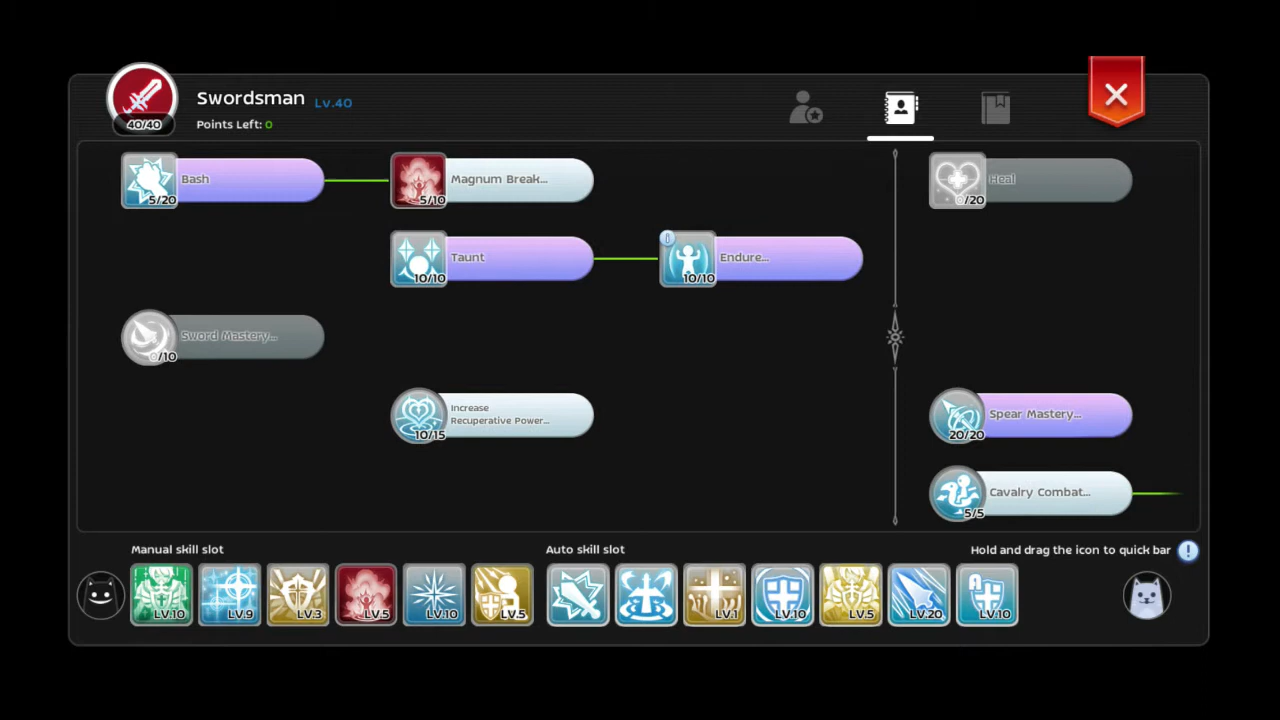 Swordsman Lv.40
40/40
Points Left: 0
Bash
5/20
Magnum Break...
5/10
Heal
0/20
Taunt
10/10
Endure...
10/10
Sword Mastery...
0/10
Increase
Recuperative Power...
10/15
Spear Mastery...
20/20
Cavalry Combat...
5/5
Manual skill slot
Auto skill slot
Hold and drag the icon to quick bar
LV.10
LV.9
LV.3
LV.5
LV.10
LV.5
LV.1
LV.10
LV.5
LV.20
LV.10